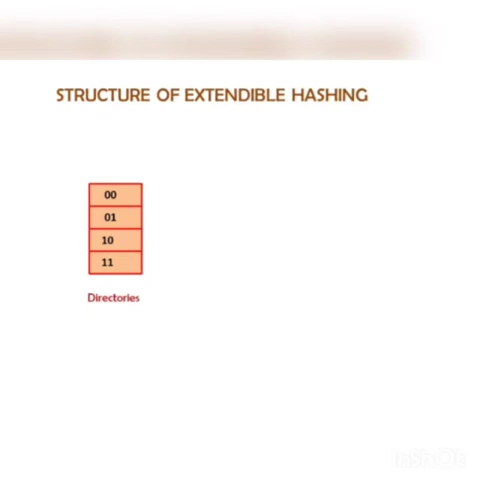 STRUCTURE OF EXTENDIBLE HASHING
00
01
10
11
Directories